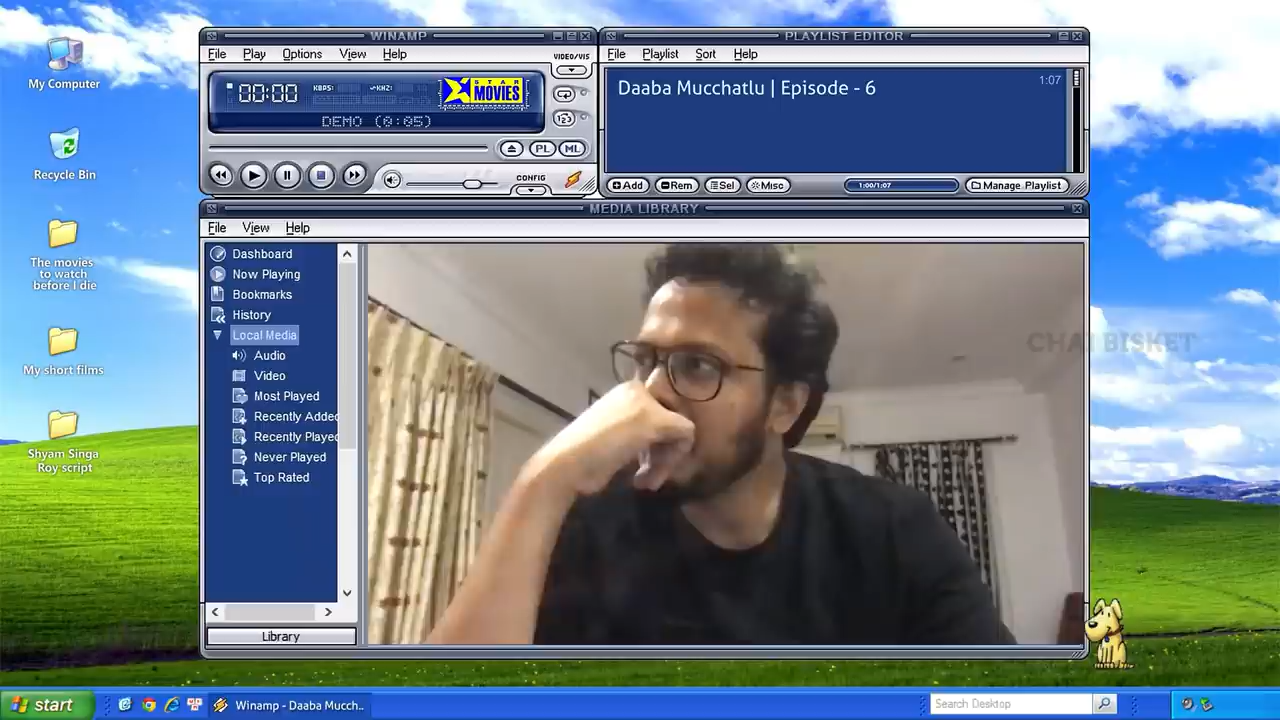 My Computer
Recycle Bin
The movies
to watch
before I die
My short films
Shyam Singa
Roy script
WINAMP
File Play Options View Help
VIDEO/VIS
00:00
KBPS: KHZ:
STAR
MOVIES
DEMO (0:05)
PL ML
CONFIG
PLAYLIST EDITOR
File Playlist Sort Help
Daaba Mucchatlu | Episode - 6
1:07
Add Rem Sel Misc
1:00/1:07
Manage Playlist
MEDIA LIBRARY
File View Help
Dashboard
Now Playing
Bookmarks
History
Local Media
Audio
Video
Most Played
Recently Added
Recently Playe
Never Played
Top Rated
Library
CHAI BISKET
start
Winamp - Daaba Mucch..
Search Desktop